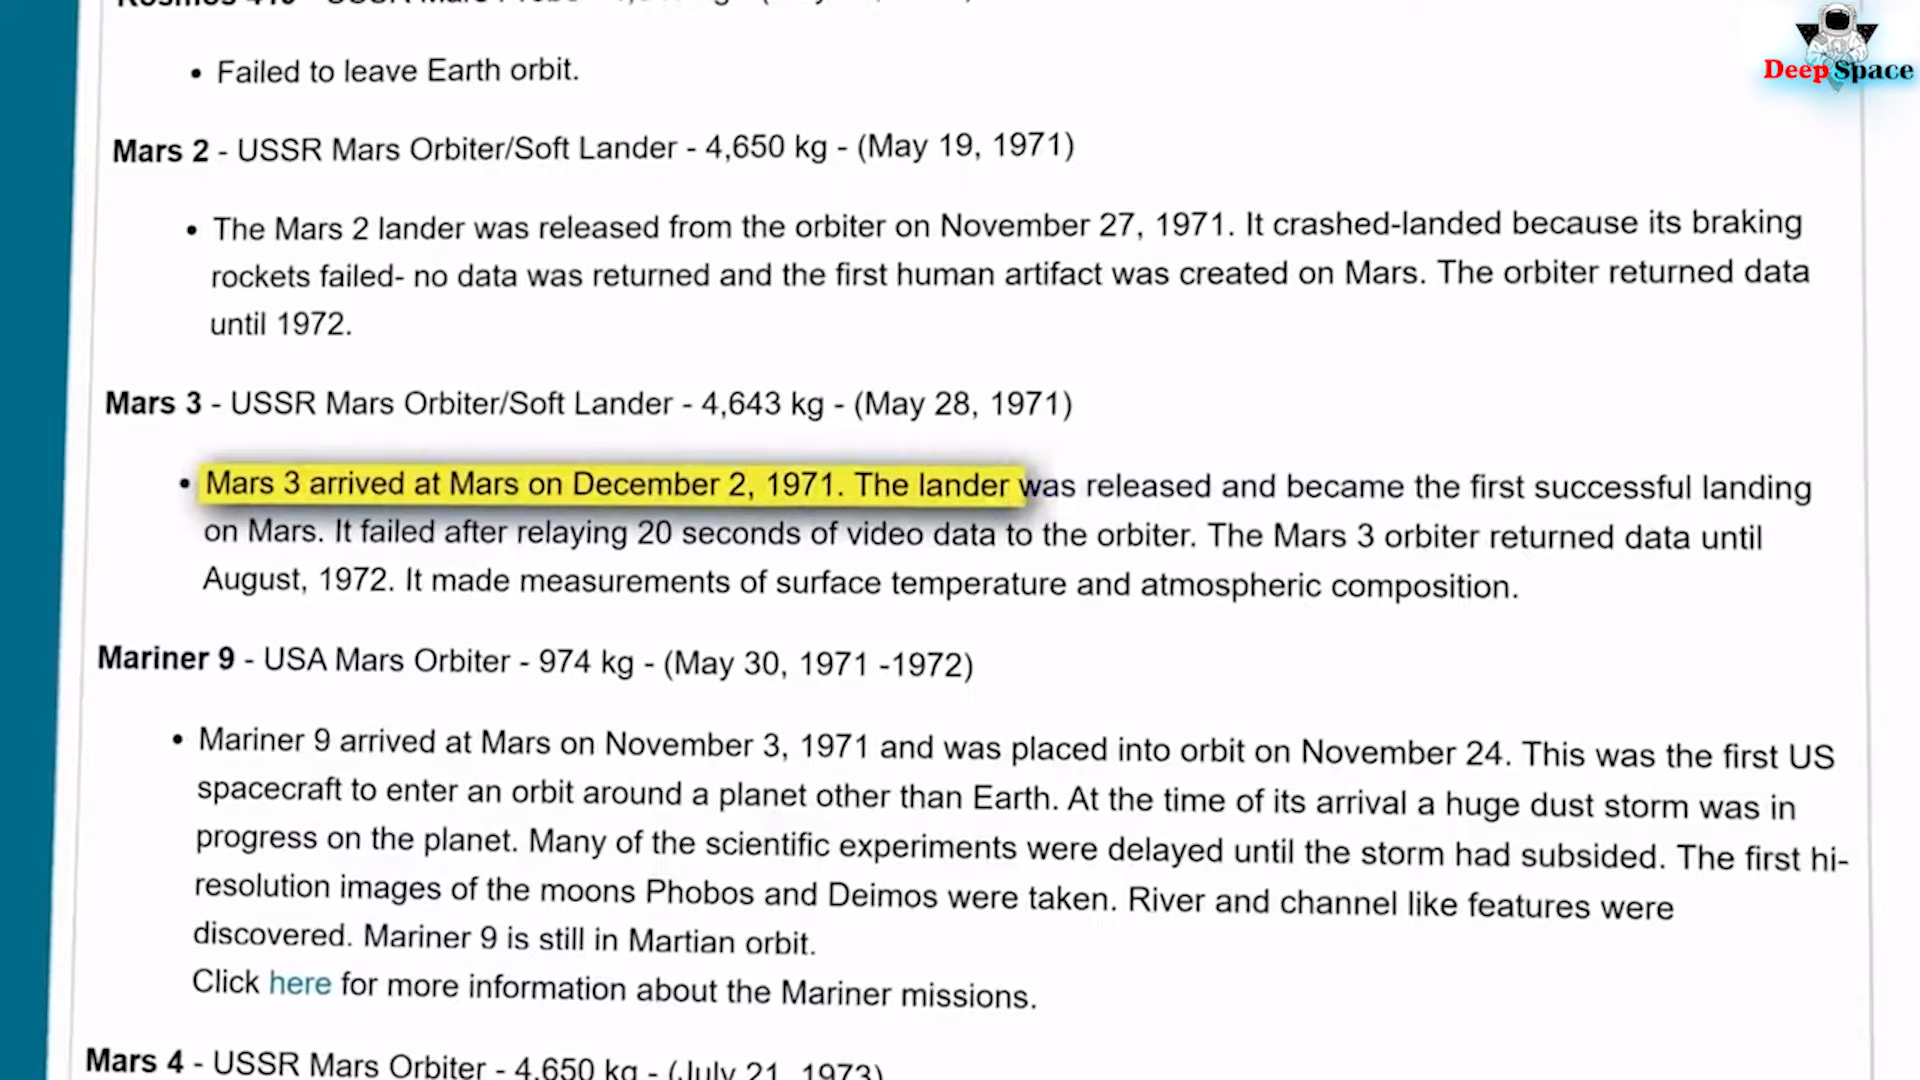 Deep Space
Failed to leave Earth orbit.
Mars 2 - USSR Mars Orbiter/Soft Lander - 4,650 kg - (May 19, 1971)
The Mars 2 lander was released from the orbiter on November 27, 1971. It crashed-landed because its braking
rockets failed- no data was returned and the first human artifact was created on Mars. The orbiter returned data
until 1972.
Mars 3 - USSR Mars Orbiter/Soft Lander - 4,643 kg - (May 28, 1971)
Mars 3 arrived at Mars on December 2, 1971. The lander was released and became the first successful landing
on Mars. It failed after relaying 20 seconds of video data to the orbiter. The Mars 3 orbiter returned data until
August, 1972. It made measurements of surface temperature and atmospheric composition.
Mariner 9 - USA Mars Orbiter - 974 kg - (May 30, 1971 -1972)
Mariner 9 arrived at Mars on November 3, 1971 and was placed into orbit on November 24. This was the first US
spacecraft to enter an orbit around a planet other than Earth. At the time of its arrival a huge dust storm was in
progress on the planet. Many of the scientific experiments were delayed until the storm had subsided. The first hi-
resolution images of the moons Phobos and Deimos were taken. River and channel like features were
discovered. Mariner 9 is still in Martian orbit.
Click here for more information about the Mariner missions.
Mars 4 - USSR Mars Orbiter - 4,650 kg - (July 21, 1973)